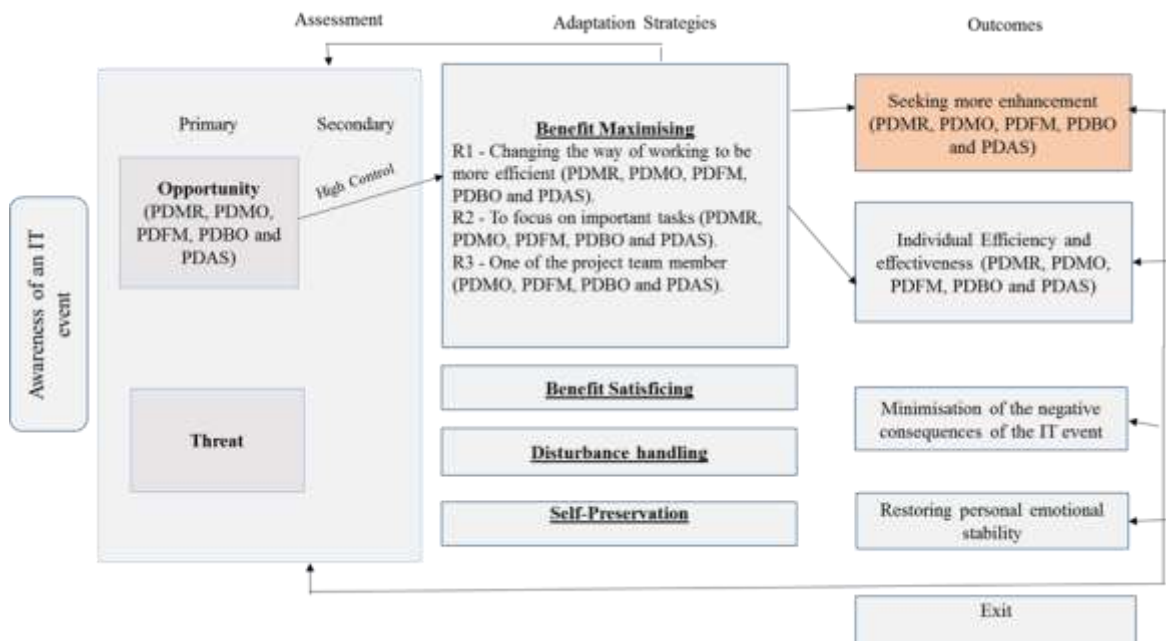 Assessment
Adaptation Strategies
Outcomes
Awareness of an IT
event
Primary
Secondary
Opportunity
(PDMR, PDMO,
PDFM, PDBO and
PDAS)
High Control
Threat
Benefit Maximising
R1 - Changing the way of working to be
more efficient (PDMR, PDMO, PDFM,
PDBO and PDAS).
R2 - To focus on important tasks (PDMR,
PDMO, PDFM, PDBO and PDAS).
R3 - One of the project team member
(PDMO, PDFM, PDBO and PDAS).
Benefit Satisficing
Disturbance handling
Self-Preservation
Seeking more enhancement
(PDMR, PDMO, PDFM, PDBO
and PDAS)
Individual Efficiency and
effectiveness (PDMR, PDMO,
PDFM, PDBO and PDAS)
Minimisation of the negative
consequences of the IT event
Restoring personal emotional
stability
Exit